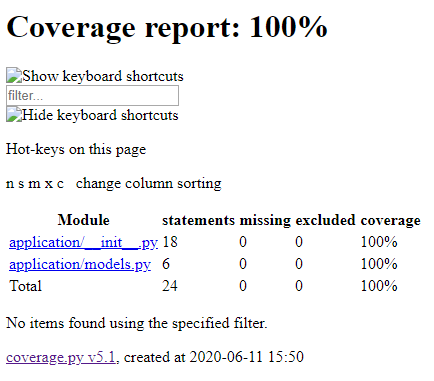 Coverage report: 100%
Show keyboard shortcuts
filter...
Hide keyboard shortcuts
Hot-keys on this page
n s m x c change column sorting
Module statements missing excluded coverage
application/__init__.py 18 0 0 100%
application/models.py 6 0 0 100%
Total 24 0 0 100%
No items found using the specified filter.
coverage.py v5.1, created at 2020-06-11 15:50